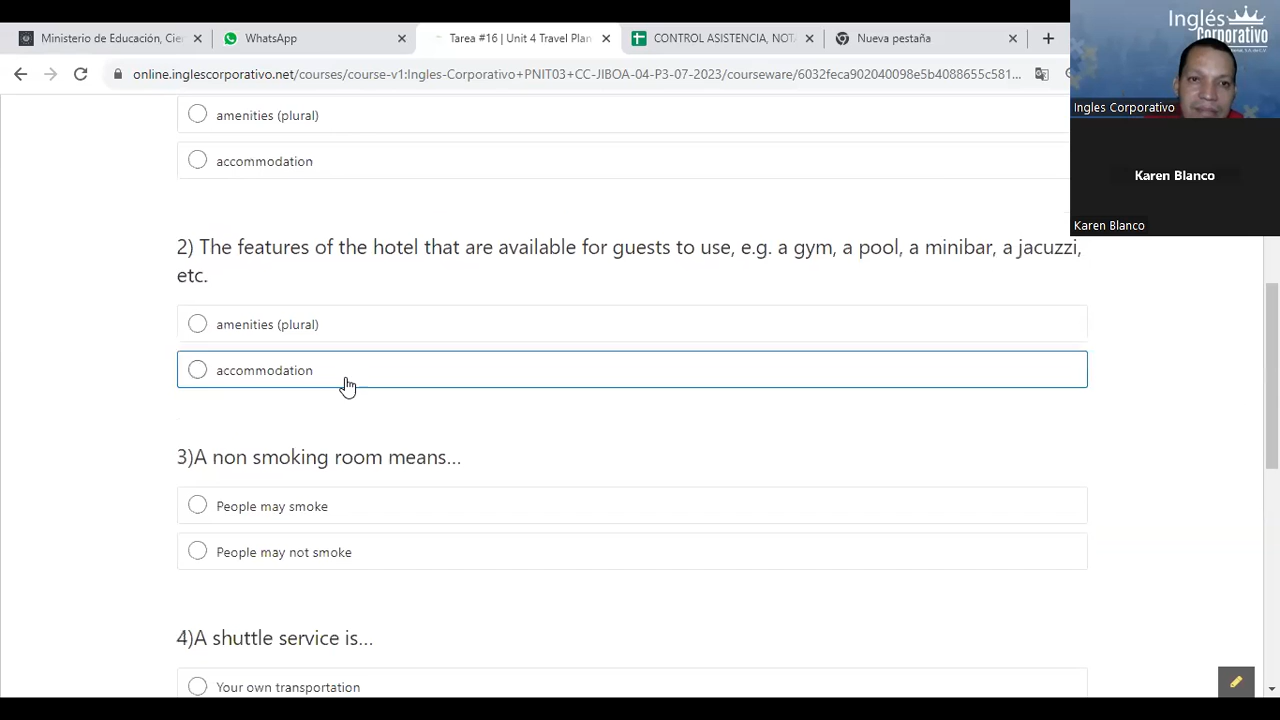 Ministerio de Educación, Cie
WhatsApp
Tarea #16 | Unit 4 Travel Plan
CONTROL ASISTENCIA, NOT
Nueva pestaña
online.inglescorporativo.net/courses/course-v1:Ingles-Corporativo+PNIT03+CC-JIBOA-04-P3-07-2023/courseware/6032feca902040098e5b4088655c581...
Inglés
Corporativo
Ingles Corporativo
Karen Blanco
Karen Blanco
amenities (plural)
accommodation
2) The features of the hotel that are available for guests to use, e.g. a gym, a pool, a minibar, a jacuzzi,
etc.
amenities (plural)
accommodation
3)A non smoking room means...
People may smoke
People may not smoke
4)A shuttle service is...
Your own transportation